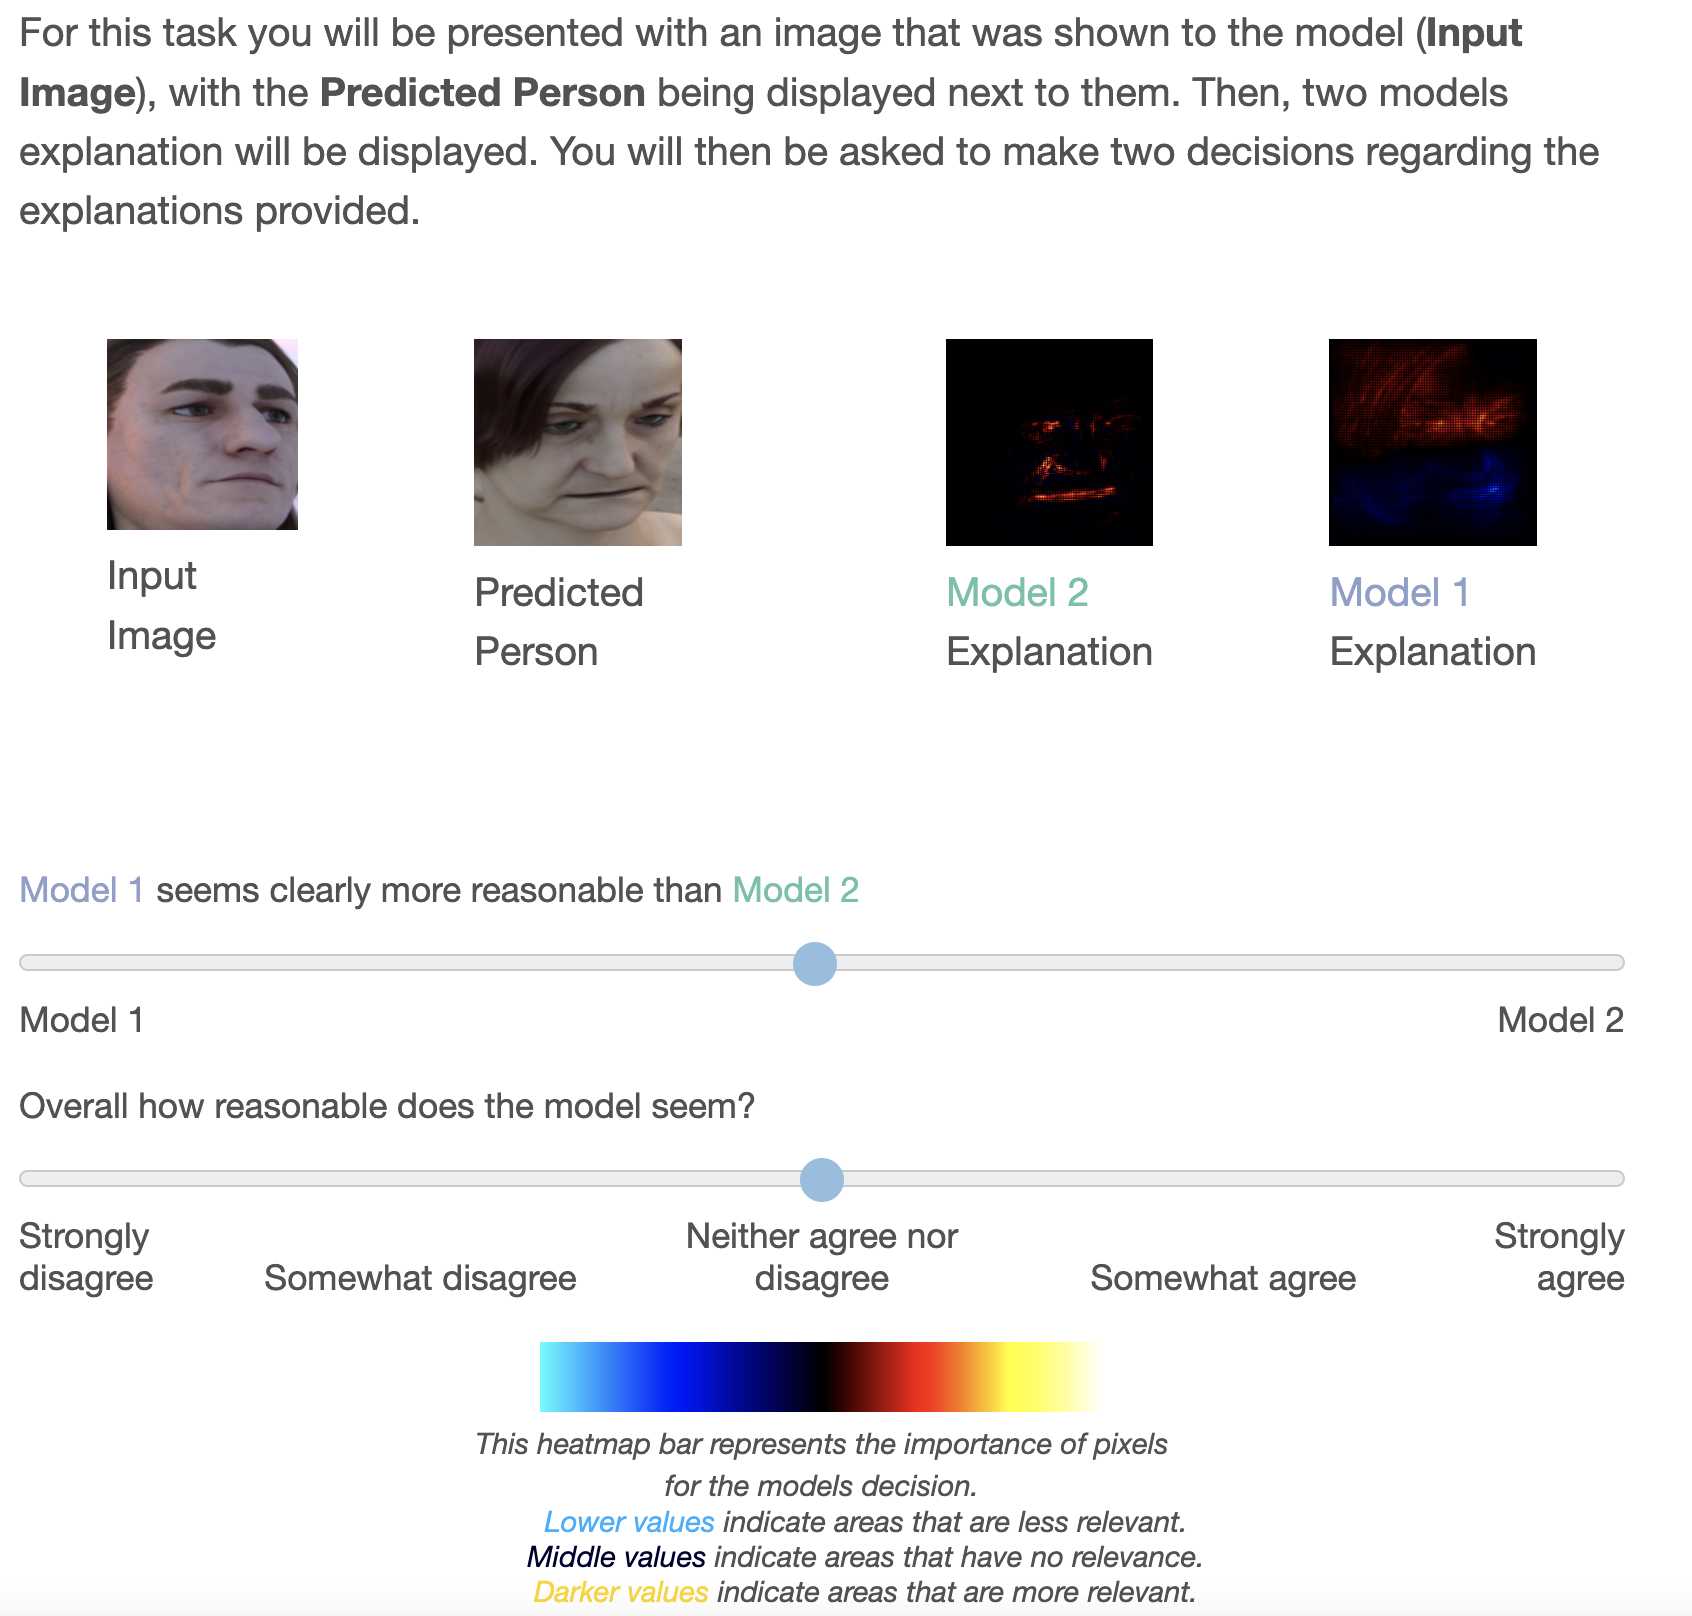 For this task you will be presented with an image that was shown to the model (Input
Image), with the Predicted Person being displayed next to them. Then, two models
explanation will be displayed. You will then be asked to make two decisions regarding the
explanations provided.
Input
Image
Predicted
Person
Model 2
Explanation
Model 1
Explanation
Model 1 seems clearly more reasonable than Model 2
Model 1
Model 2
Overall how reasonable does the model seem?
Strongly
disagree
Somewhat disagree
Neither agree nor
disagree
Somewhat agree
Strongly
agree
This heatmap bar represents the importance of pixels
for the models decision.
Lower values indicate areas that are less relevant.
Middle values indicate areas that have no relevance.
Darker values indicate areas that are more relevant.